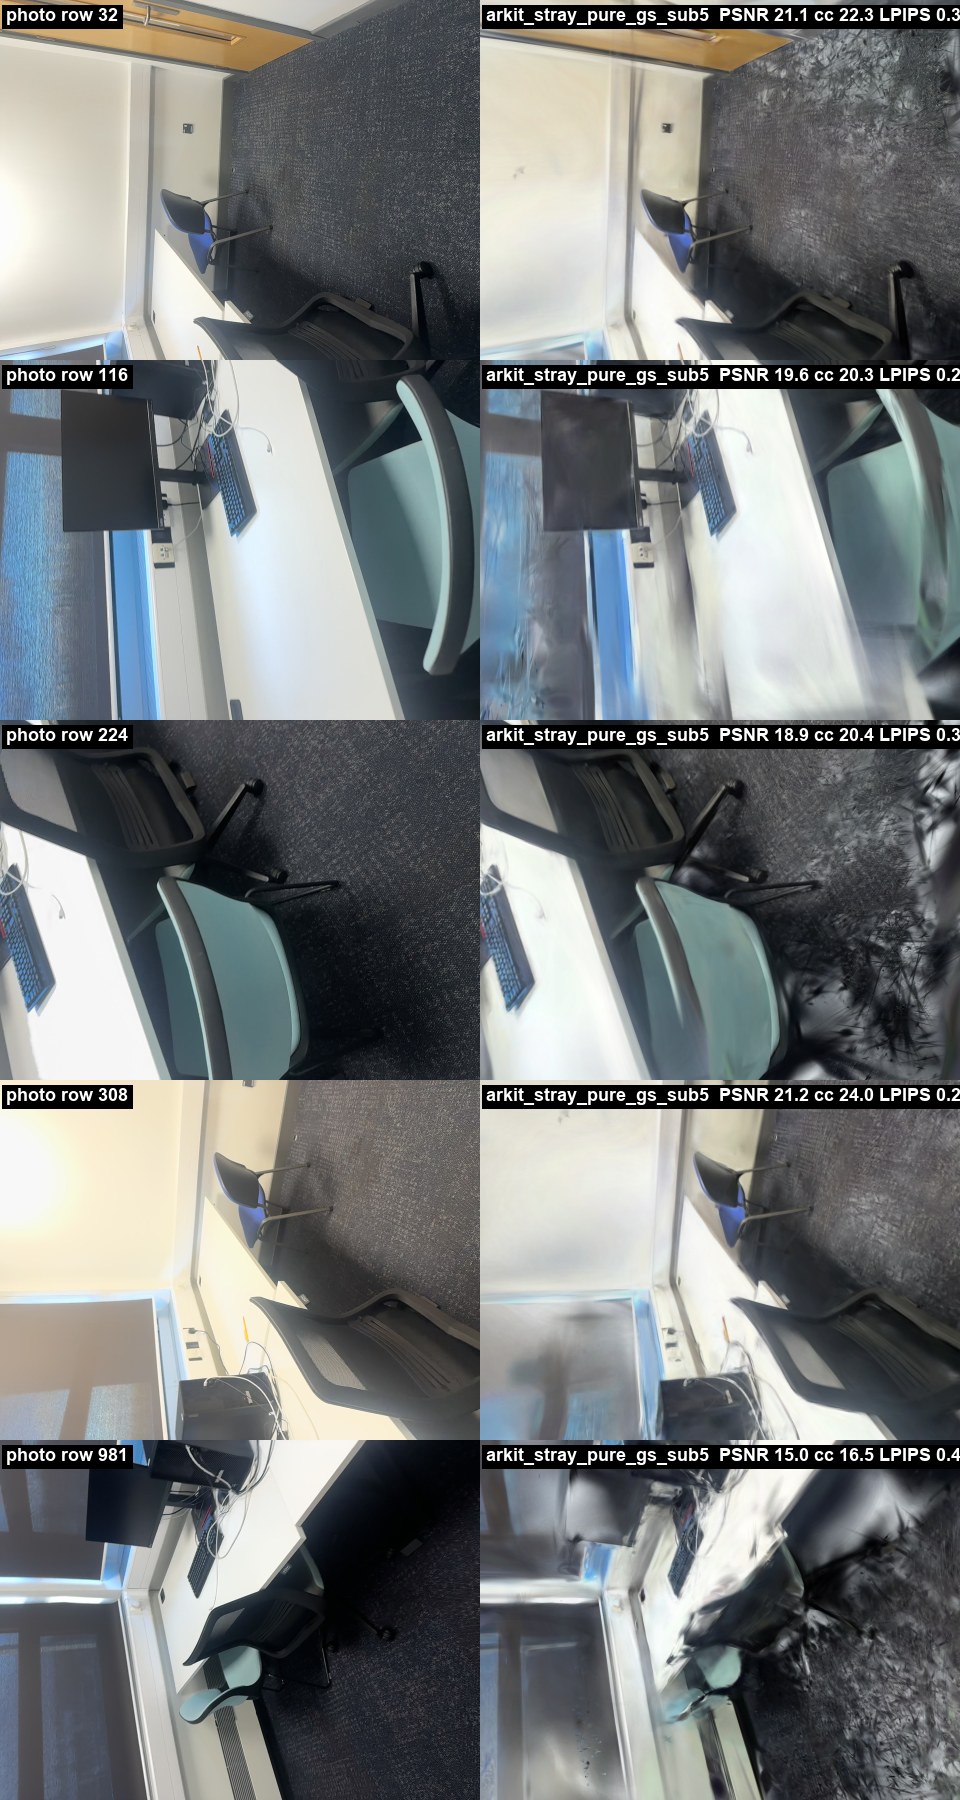 photo row 32
arkit_stray_pure_gs_sub5 PSNR 21.1 cc 22.3 LPIPS 0.3
photo row 116
arkit_stray_pure_gs_sub5 PSNR 19.6 cc 20.3 LPIPS 0.2
photo row 224
arkit_stray_pure_gs_sub5 PSNR 18.9 cc 20.4 LPIPS 0.3
photo row 308
arkit_stray_pure_gs_sub5 PSNR 21.2 cc 24.0 LPIPS 0.2
photo row 981
arkit_stray_pure_gs_sub5 PSNR 15.0 cc 16.5 LPIPS 0.4